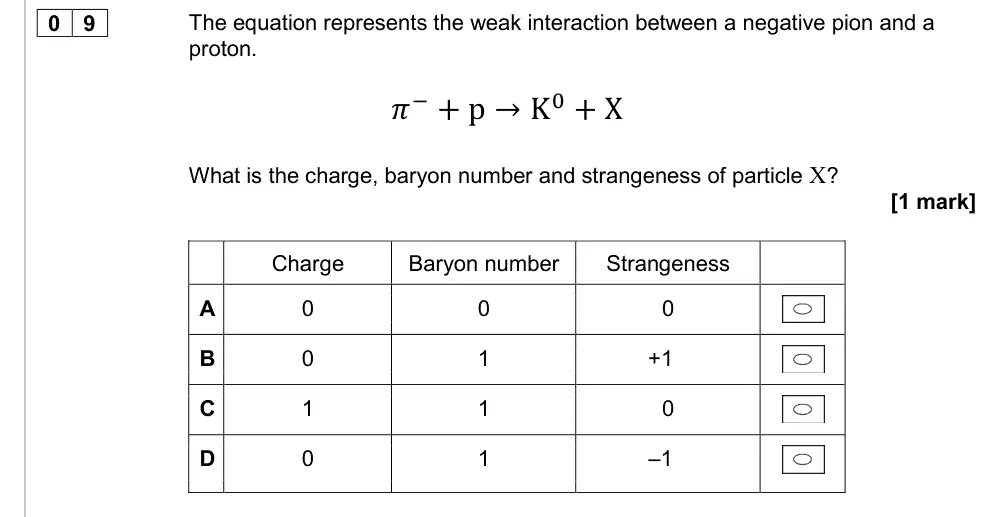 0 9 The equation represents the weak interaction between a negative pion and a
proton.
π⁻ + p → K⁰ + X
What is the charge, baryon number and strangeness of particle X?
[1 mark]
Charge Baryon number Strangeness
A 0 0 0
B 0 1 +1
C 1 1 0
D 0 1 –1